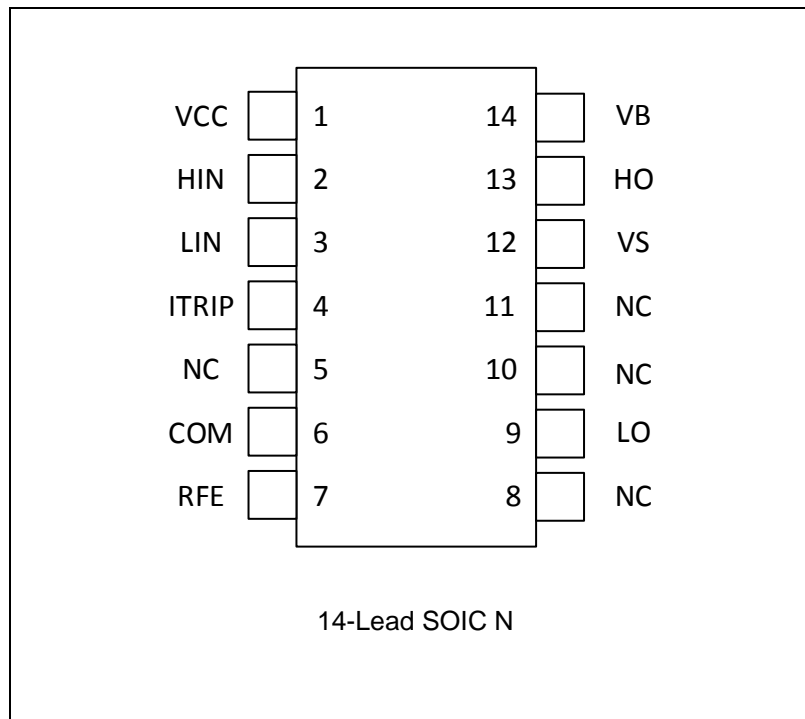 VCC 1 14 VB
HIN 2 13 HO
LIN 3 12 VS
ITRIP 4 11 NC
NC 5 10 NC
COM 6 9 LO
RFE 7 8 NC
14-Lead SOIC N